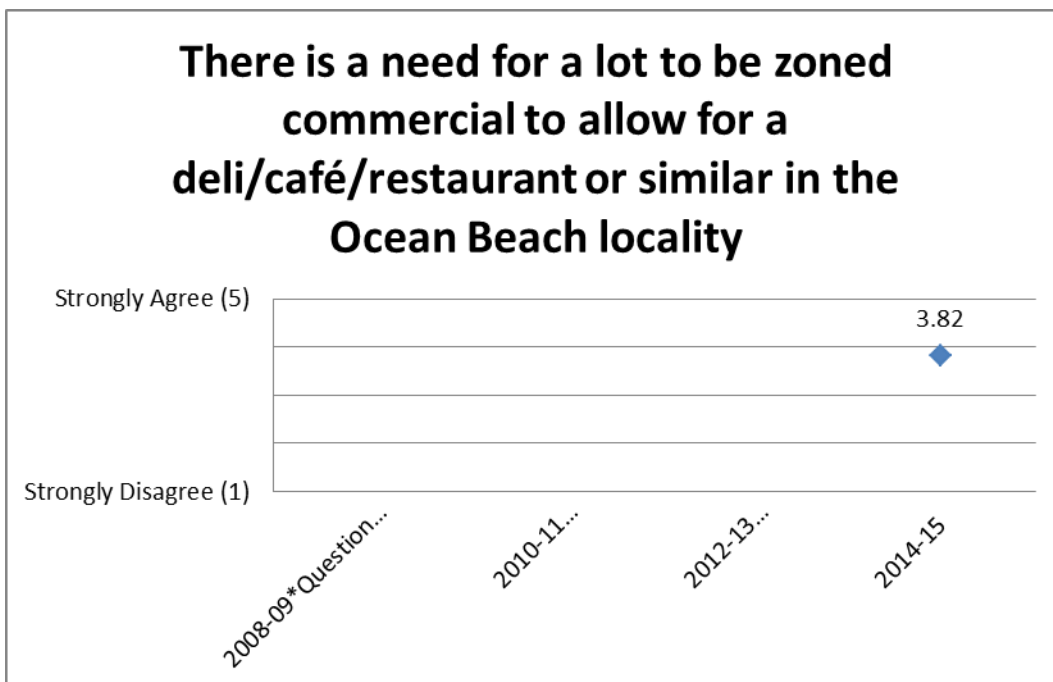 There is a need for a lot to be zoned
commercial to allow for a
deli/café/restaurant or similar in the
Ocean Beach locality
Strongly Agree (5)
3.82
Strongly Disagree (1)
2008-09*Question...
2010-11...
2012-13...
2014-15